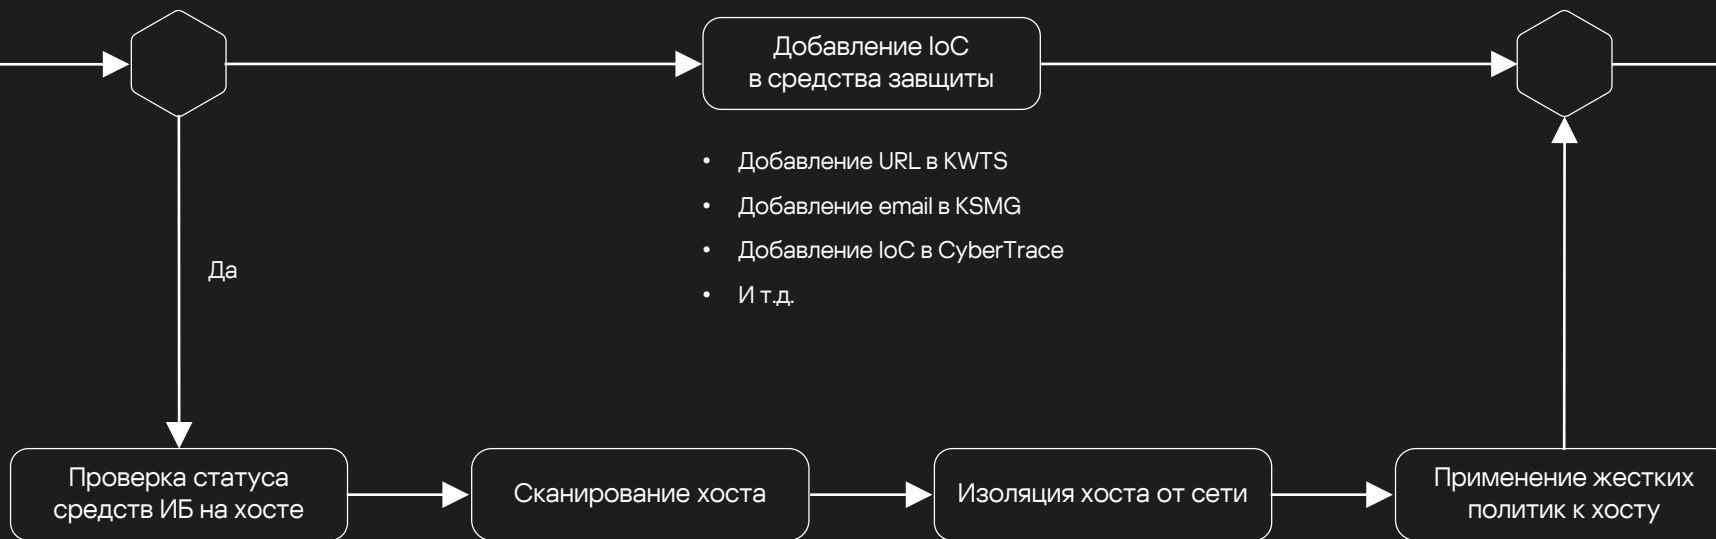 Добавление IoC
в средства завщиты
• Добавление URL в KWTS
• Добавление email в KSMG
• Добавление IoC в CyberTrace
• И т.д.
Да
Проверка статуса
средств ИБ на хосте
Сканирование хоста
Изоляция хоста от сети
Применение жестких
политик к хосту